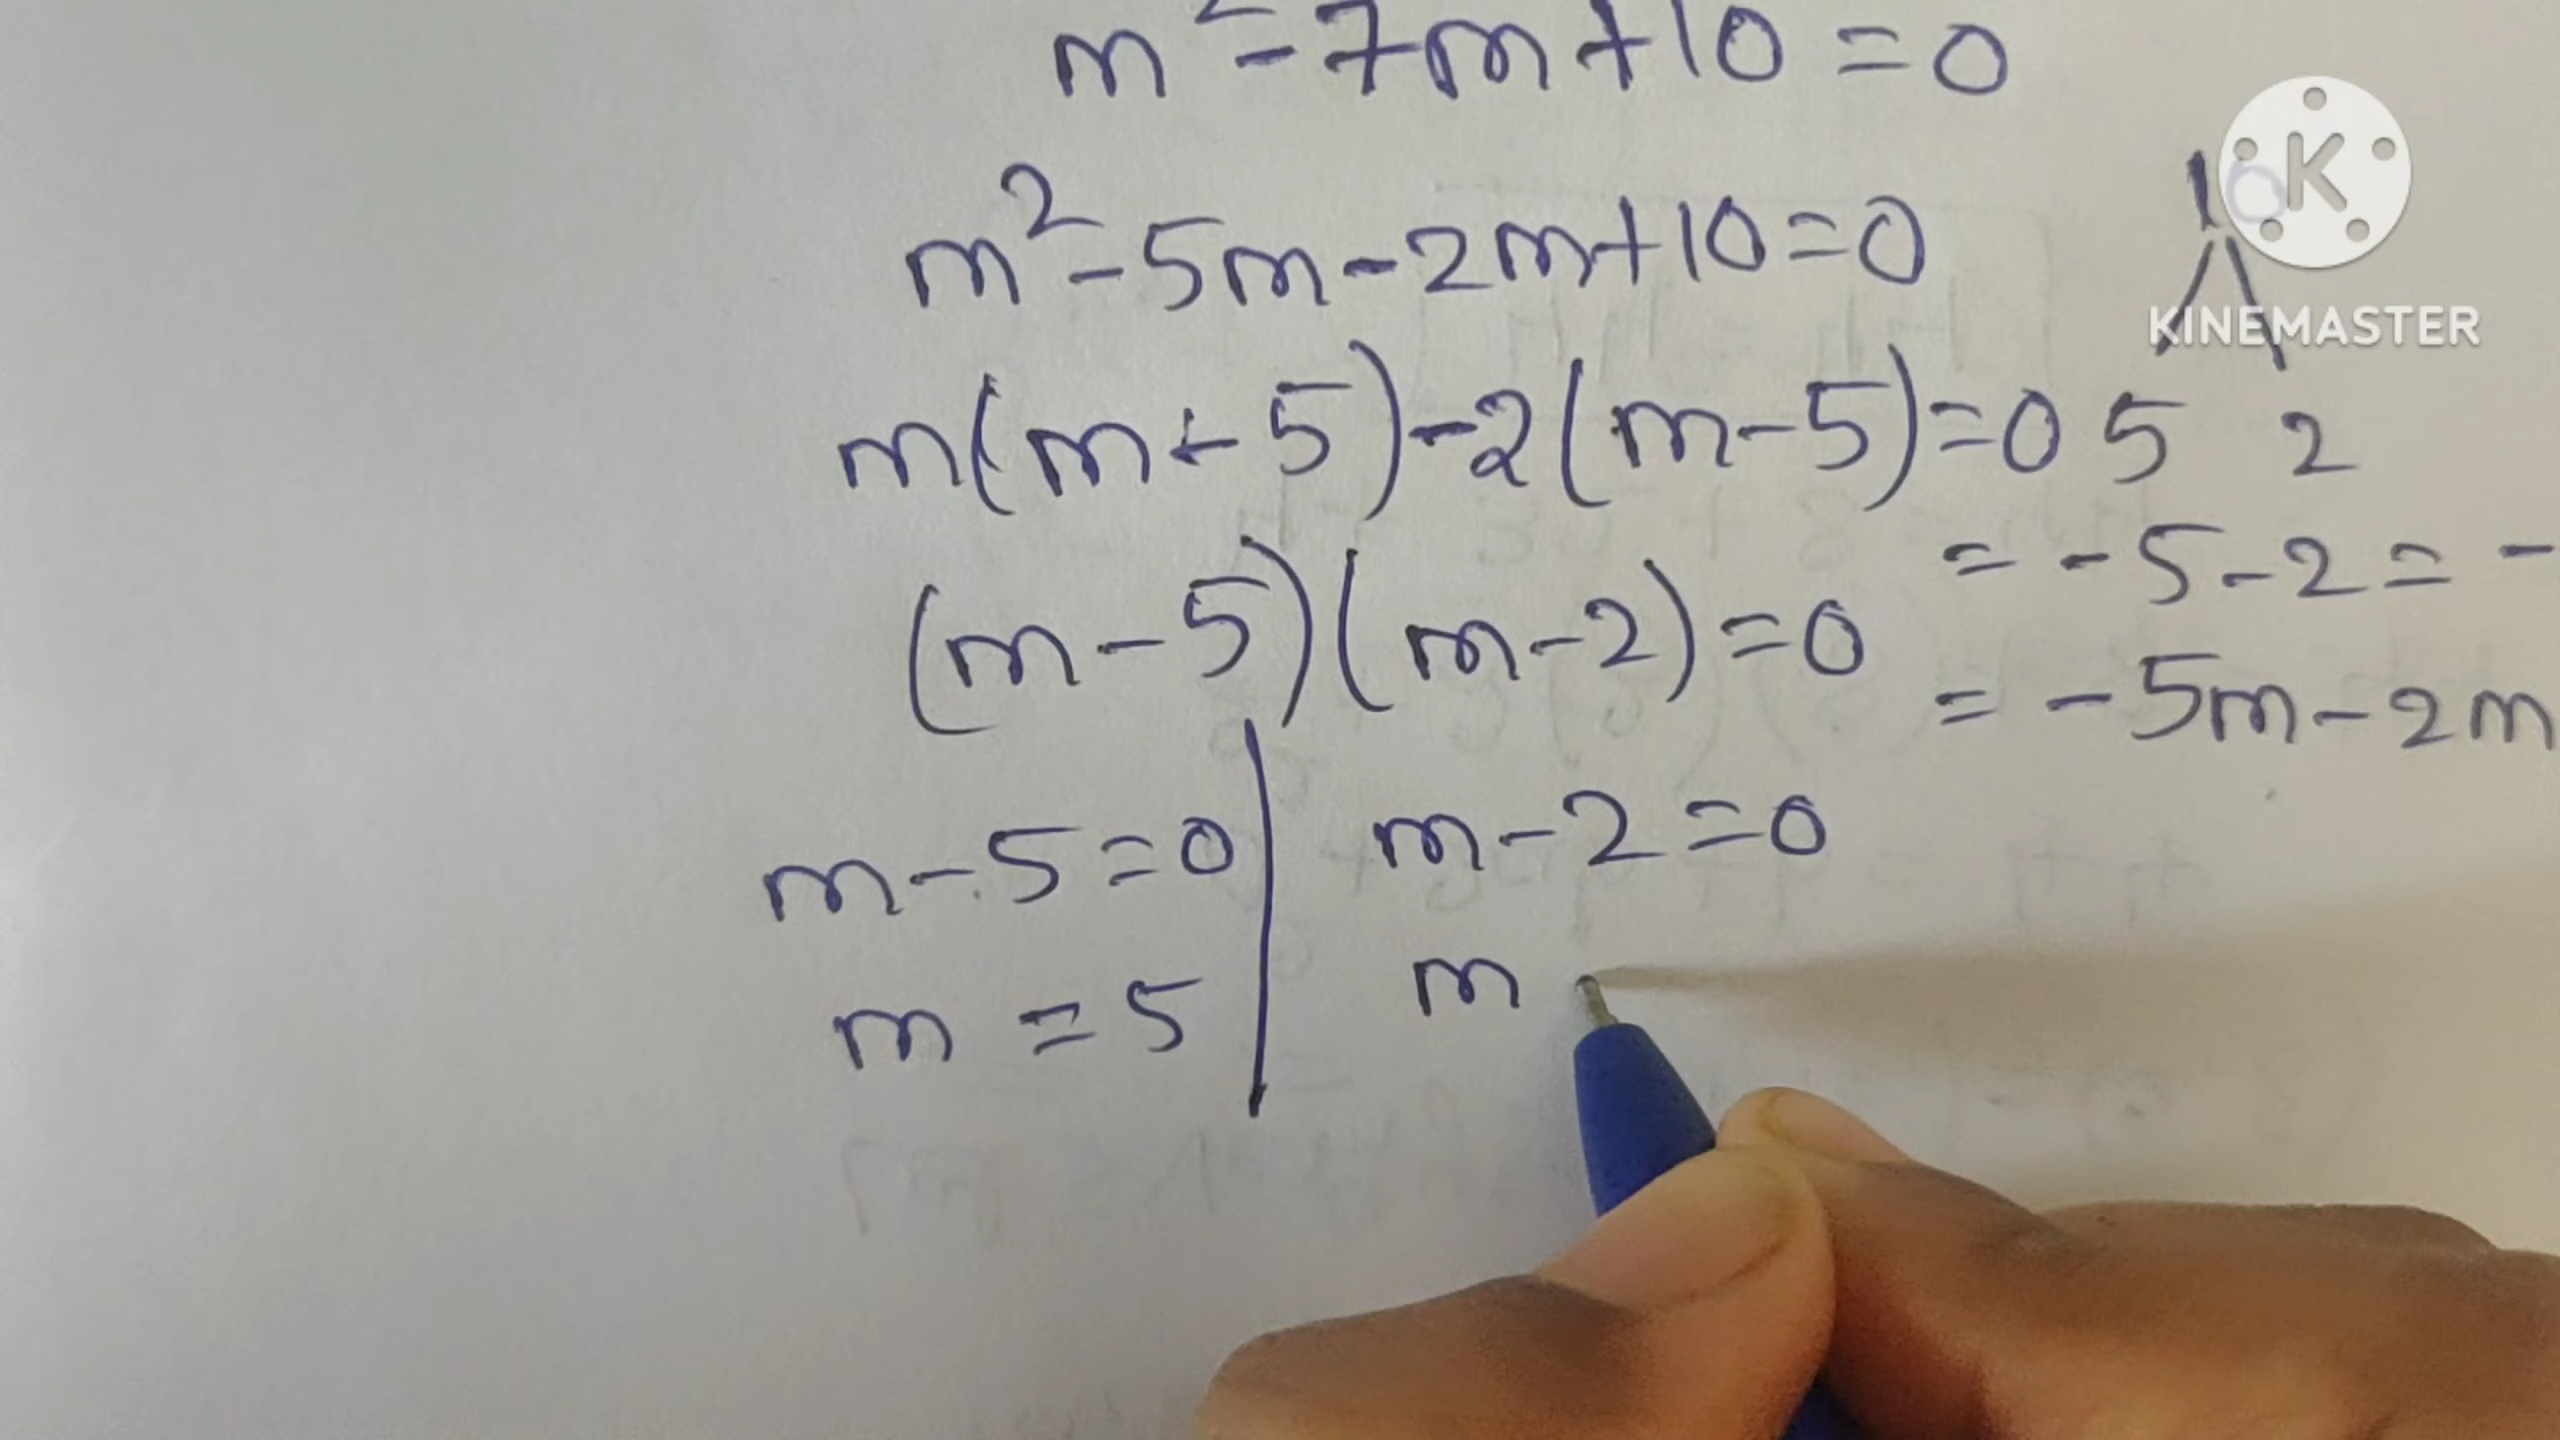 m² - 7m + 10 = 0
m² - 5m - 2m + 10 = 0
m(m - 5) - 2(m - 5) = 0
(m - 5)(m - 2) = 0
m - 5 = 0
m = 5
m - 2 = 0
m
10
5 2
= - 5 - 2 = -
= - 5m - 2m
K
KINEMASTER